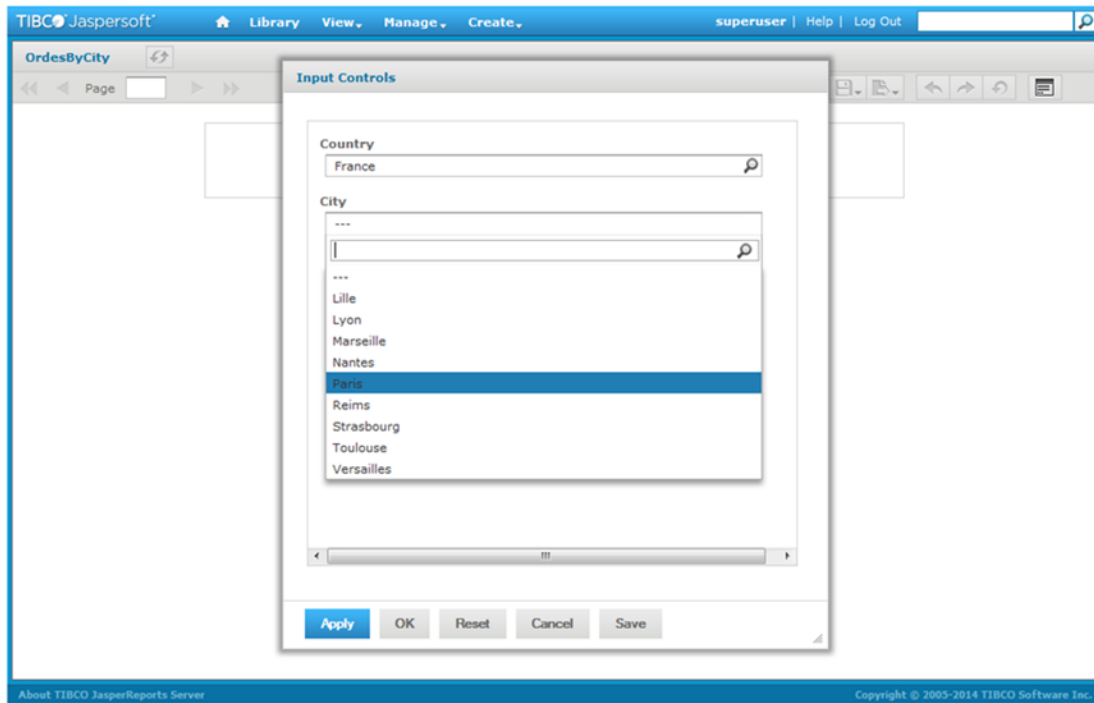 TIBCO Jaspersoft Library View Manage Create superuser | Help | Log Out
OrdesByCity
Page
Input Controls
Country
France
City
---
---
Lille
Lyon
Marseille
Nantes
Paris
Reims
Strasbourg
Toulouse
Versailles
Apply OK Reset Cancel Save
About TIBCO JasperReports Server Copyright © 2005-2014 TIBCO Software Inc.